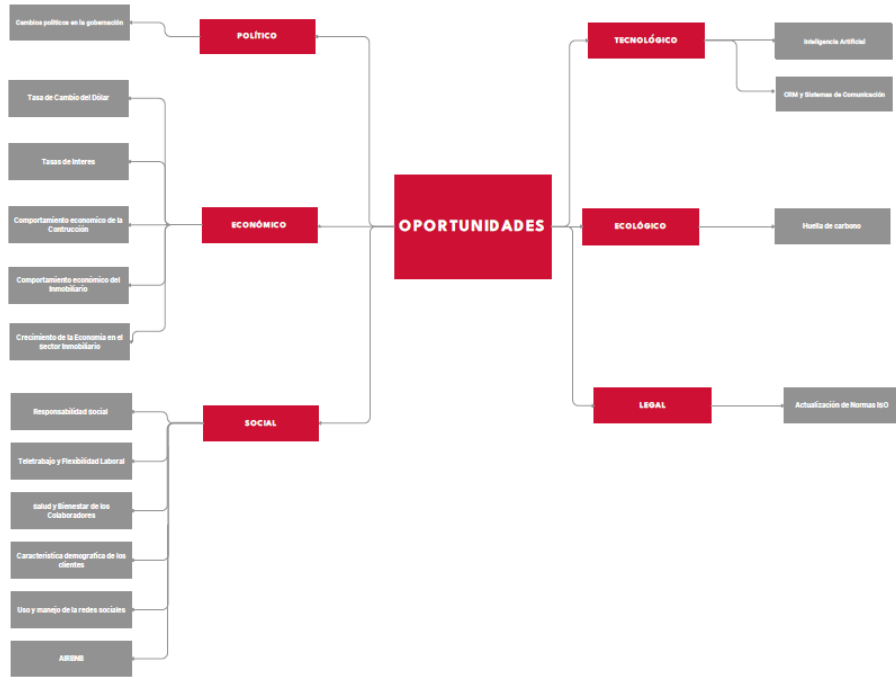 Cambios políticos en la gobernación
POLÍTICO
Tasa de Cambio del Dólar
Tasas de Interes
Comportamiento economico de la
Contrucción
ECONÓMICO
Comportamiento económico del
Inmobiliario
Crecimiento de la Economia en el
sector Inmobiliario
Responsabilidad social
SOCIAL
Teletrabajo y Flexibilidad Laboral
salud y Bienestar de los
Colaboradores
Caracteristica demografica de los
clientes
Uso y manejo de la redes sociales
AIRBNB
OPORTUNIDADES
TECNOLÓGICO
Inteligencia Artificial
CRM y Sistemas de Comunicación
ECOLÓGICO
Huella de carbono
LEGAL
Actualización de Normas ISO